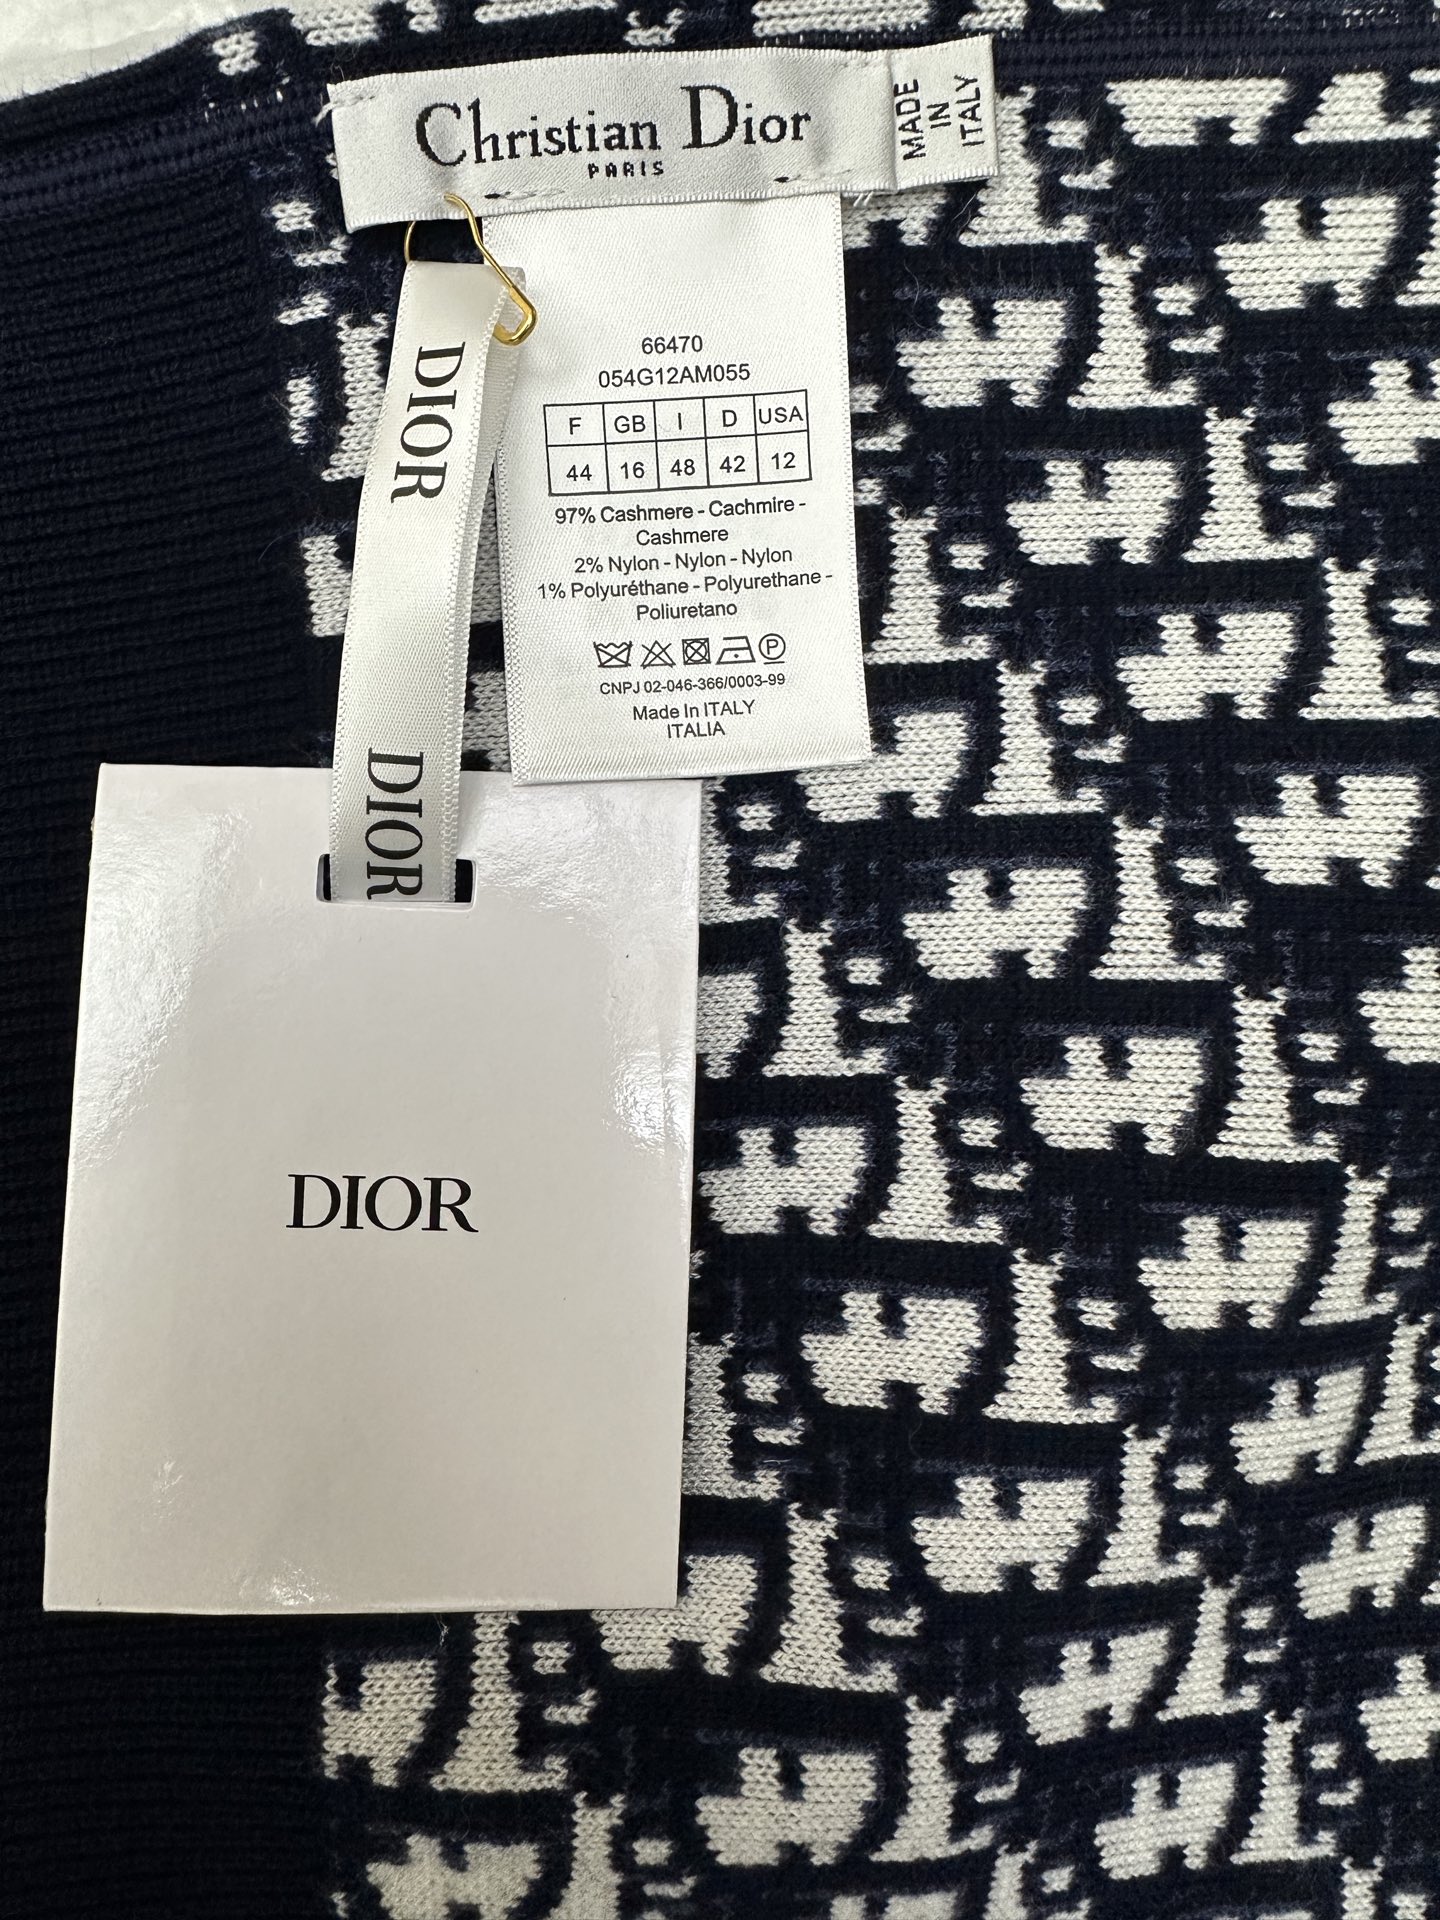 Christian Dior
PARIS
MADE
IN
ITALY
DIOR
DIOR
66470
054G12AM055
F GB I D USA
44 16 48 42 12
97% Cashmere - Cachmire -
Cashmere
2% Nylon - Nylon - Nylon
1% Polyuréthane - Polyurethane -
Poliuretano
P
CNPJ 02-046-366/0003-99
Made In ITALY
ITALIA
DIOR